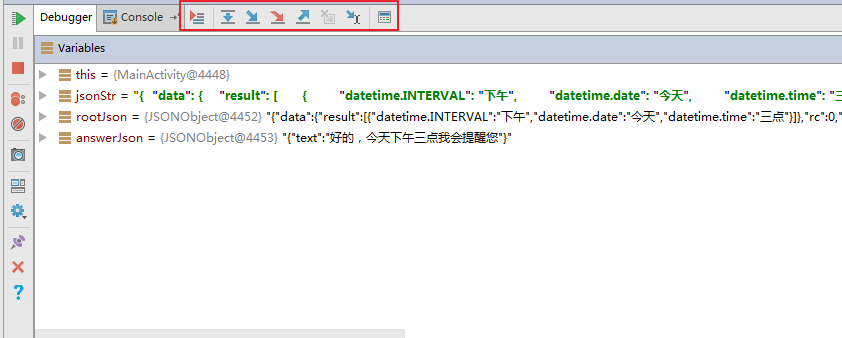 Debugger Console
Variables
this = {MainActivity@4448}
jsonStr = "{ "data": { "result": [ { "datetime.INTERVAL": "下午", "datetime.date": "今天", "datetime.time": "三
rootJson = {JSONObject@4452} "{"data":{"result":[{"datetime.INTERVAL":"下午","datetime.date":"今天","datetime.time":"三点"}]},"rc":0,"
answerJson = {JSONObject@4453} "{"text":"好的，今天下午三点我会提醒您"}"